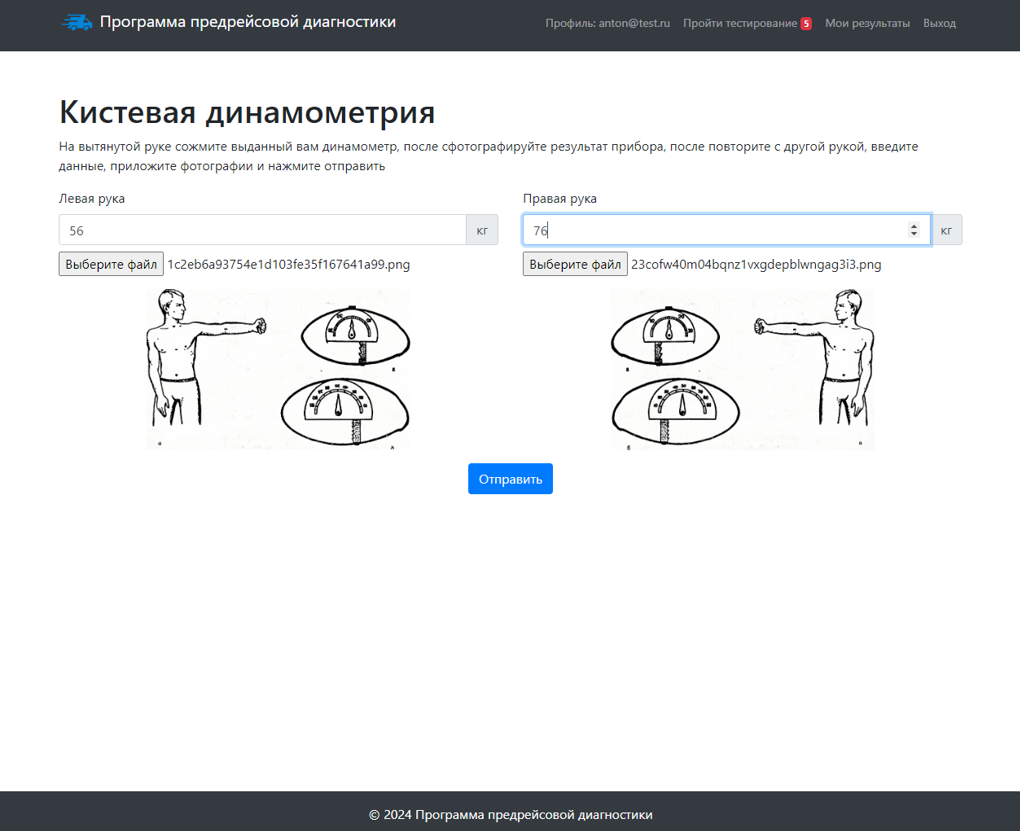 Программа предрейсовой диагностики
Профиль: anton@test.ru Пройти тестирование 5 Мои результаты Выход
Кистевая динамометрия
На вытянутой руке сожмите выданный вам динамометр, после сфотографируйте результат прибора, после повторите с другой рукой, введите
данные, приложите фотографии и нажмите отправить
Левая рука
56 кг
Выберите файл 1c2eb6a93754e1d103fe35f167641a99.png
Правая рука
76 кг
Выберите файл 23cofw40m04bqnz1vxgdepblwngag3i3.png
Отправить
© 2024 Программа предрейсовой диагностики